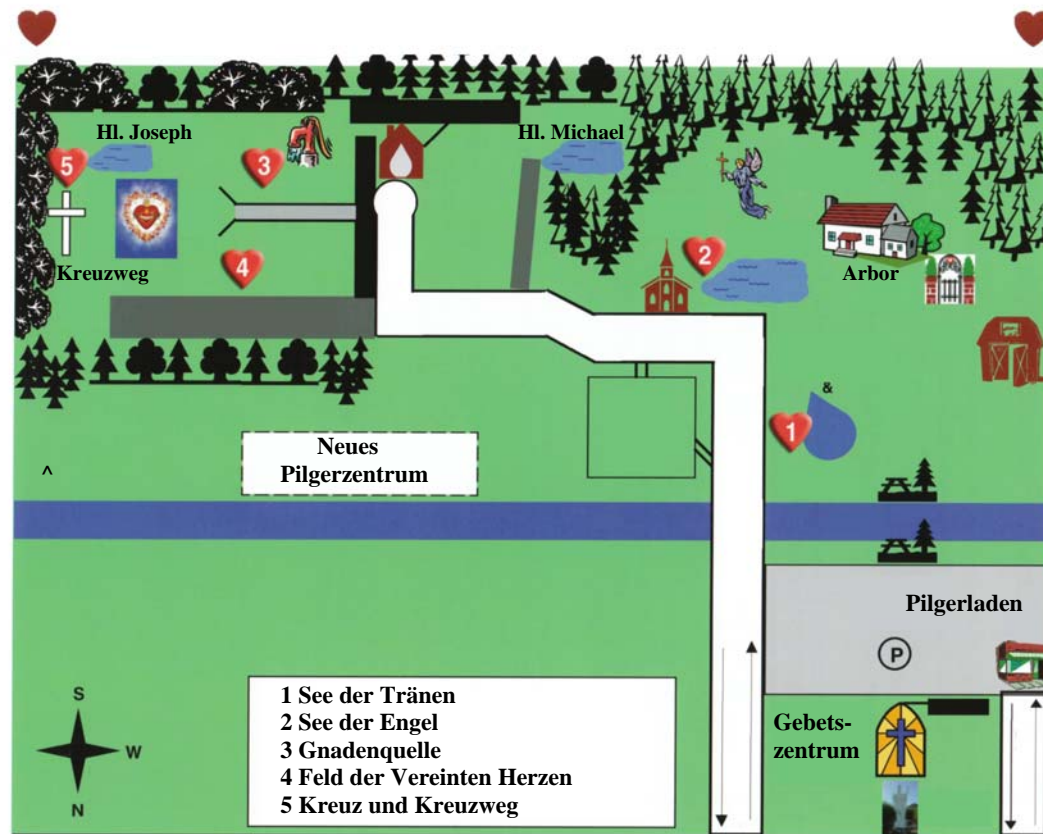 Hl. Joseph
Hl. Michael
5
3
2
4
Kreuzweg
Arbor
&
1
Neues
Pilgerzentrum
^
Pilgerladen
P
1 See der Tränen
2 See der Engel
3 Gnadenquelle
4 Feld der Vereinten Herzen
5 Kreuz und Kreuzweg
Gebets-
zentrum
S
W
N